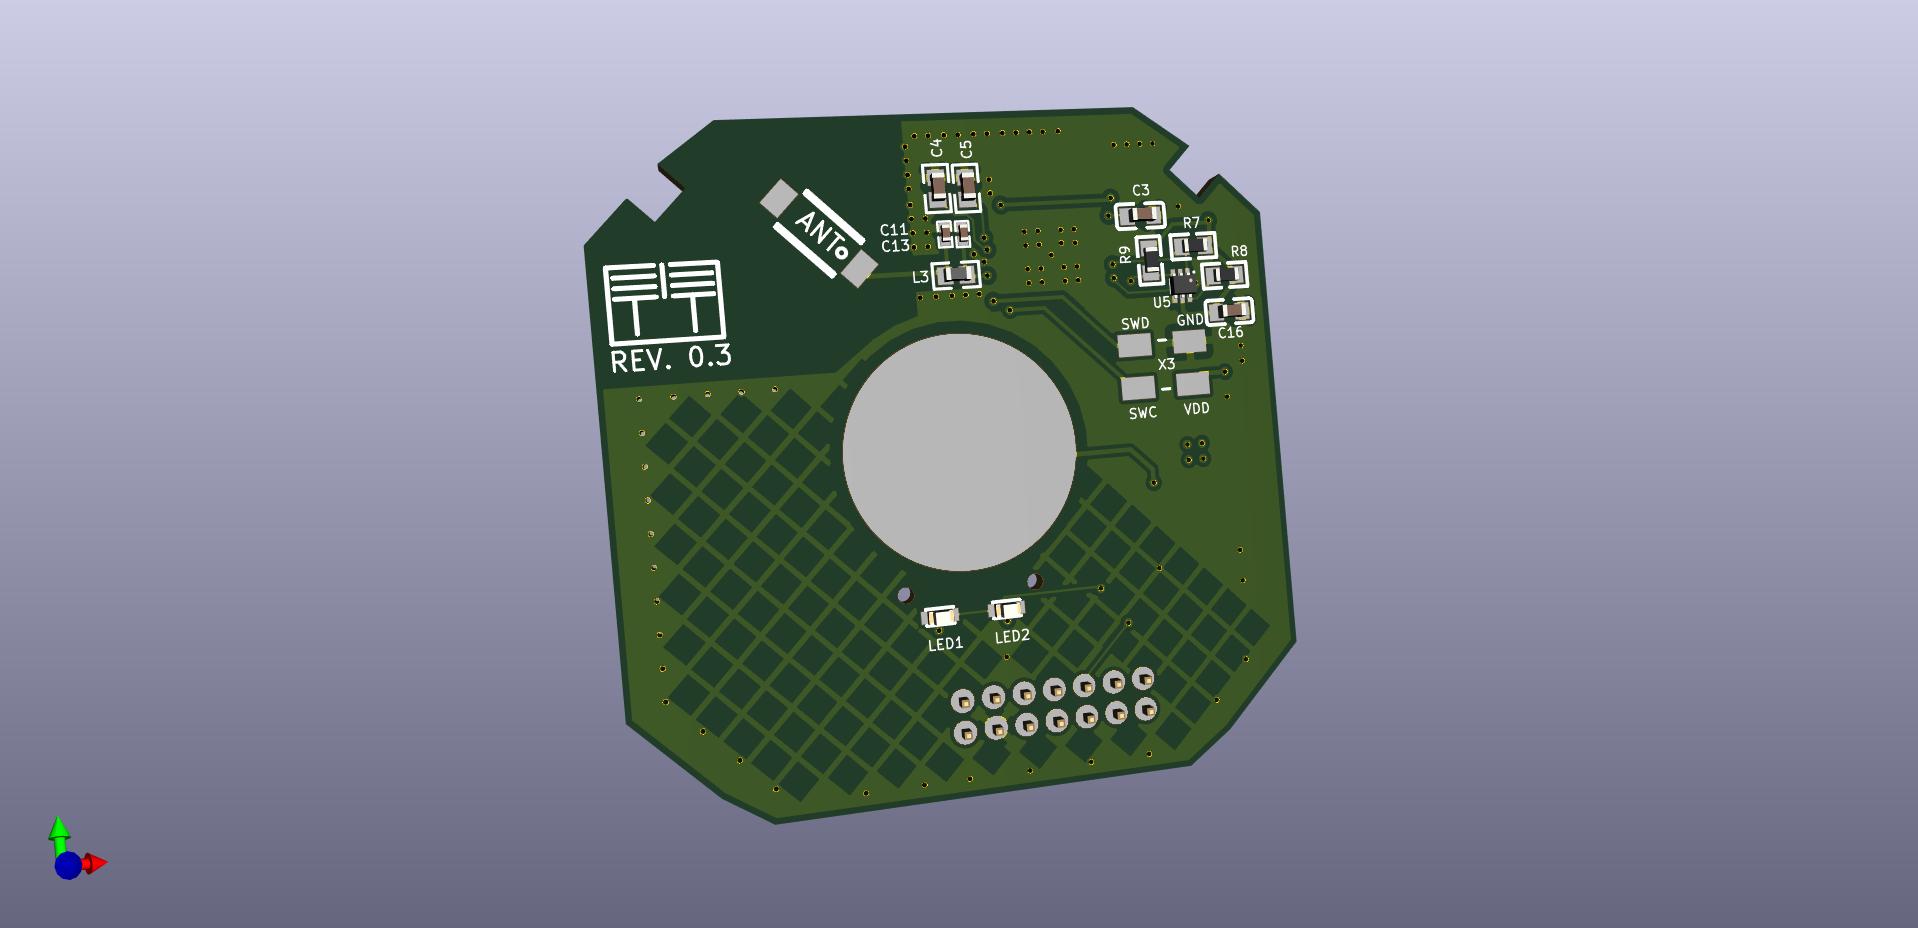 C4
C5
C3
C11
C13
ANT
R7
R9
R8
L3
U5
GND
SWD
C16
REV. 0.3
X3
SWC
VDD
LED1
LED2